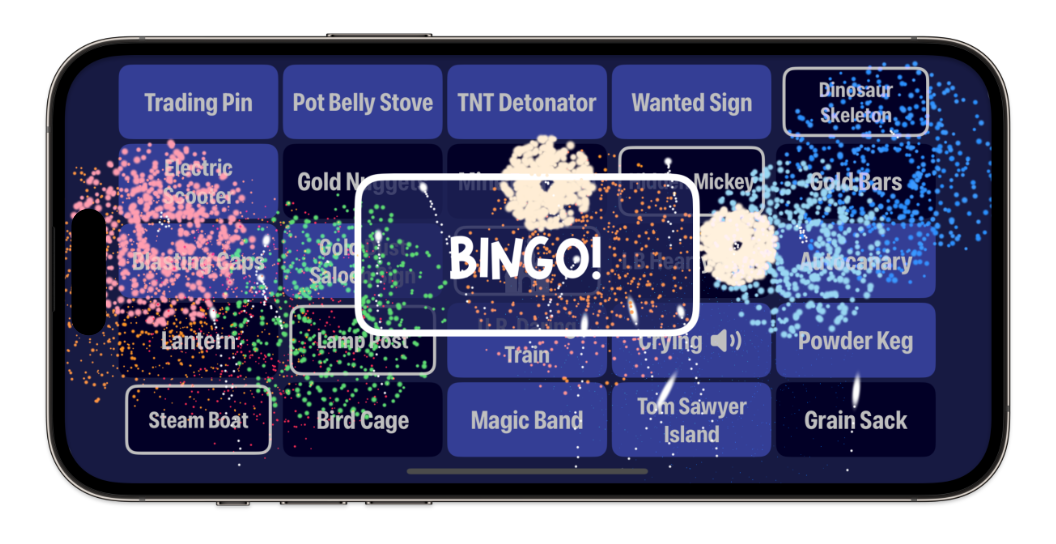 Trading Pin
Pot Belly Stove
TNT Detonator
Wanted Sign
Dinosaur
Skeleton
Electric
Scooter
Gold
Mickey
Gold Bars
Blasting Caps
BINGO!
Autocanary
Lantern
Lamp Post
Train
Crying
Powder Keg
Steam Boat
Bird Cage
Magic Band
Tom Sawyer
Island
Grain Sack